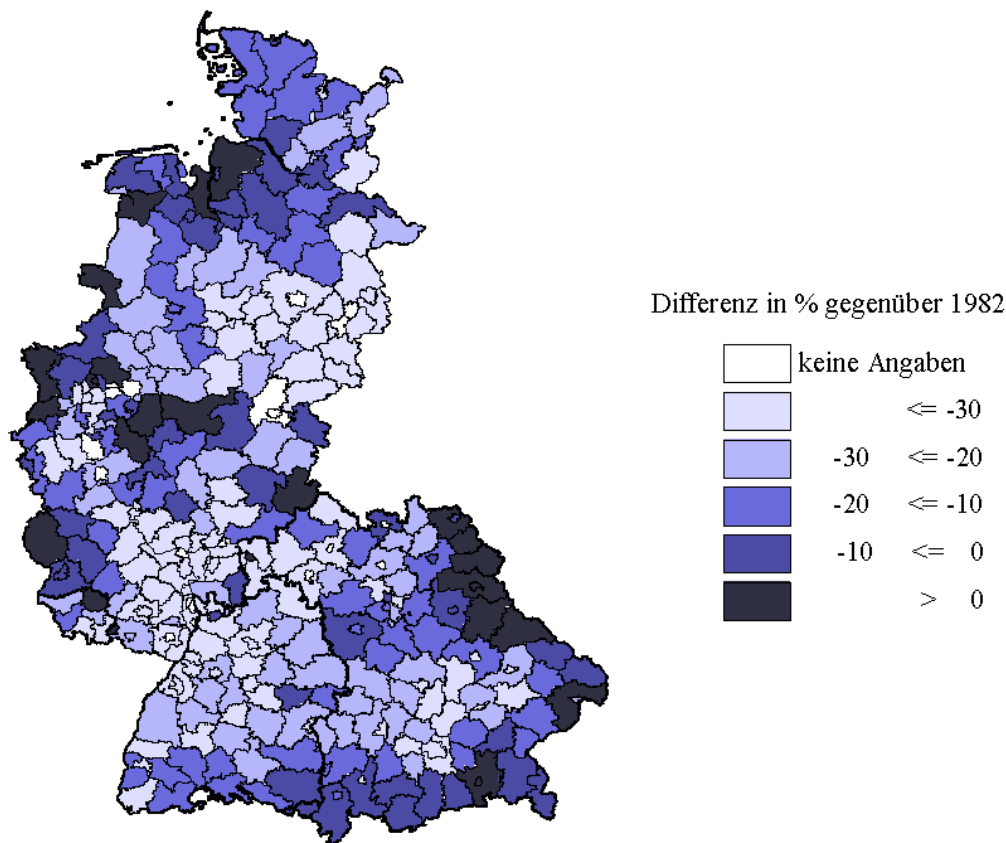 Differenz in % gegenüber 1982
keine Angaben
<= -30
-30 <= -20
-20 <= -10
-10 <= 0
> 0